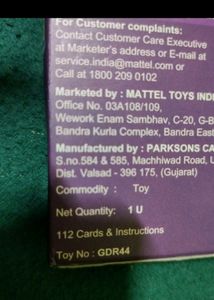 For Customer complaints:
Contact Customer Care Executive
at Marketer's address or E-mail at
service.india@mattel.com or
Call at 1800 209 0102
Marketed by : MATTEL TOYS INDI
Office No. 03A108/109,
Wework Enam Sambhav, C-20, G-B
Bandra Kurla Complex, Bandra East
Manufactured by : PARKSONS CA
S.no.584 & 585, Machhiwad Road, U
Dist. Valsad - 396 175, (Gujarat)
Commodity : Toy
Net Quantity: 1 U
112 Cards & Instructions
Toy No : GDR44